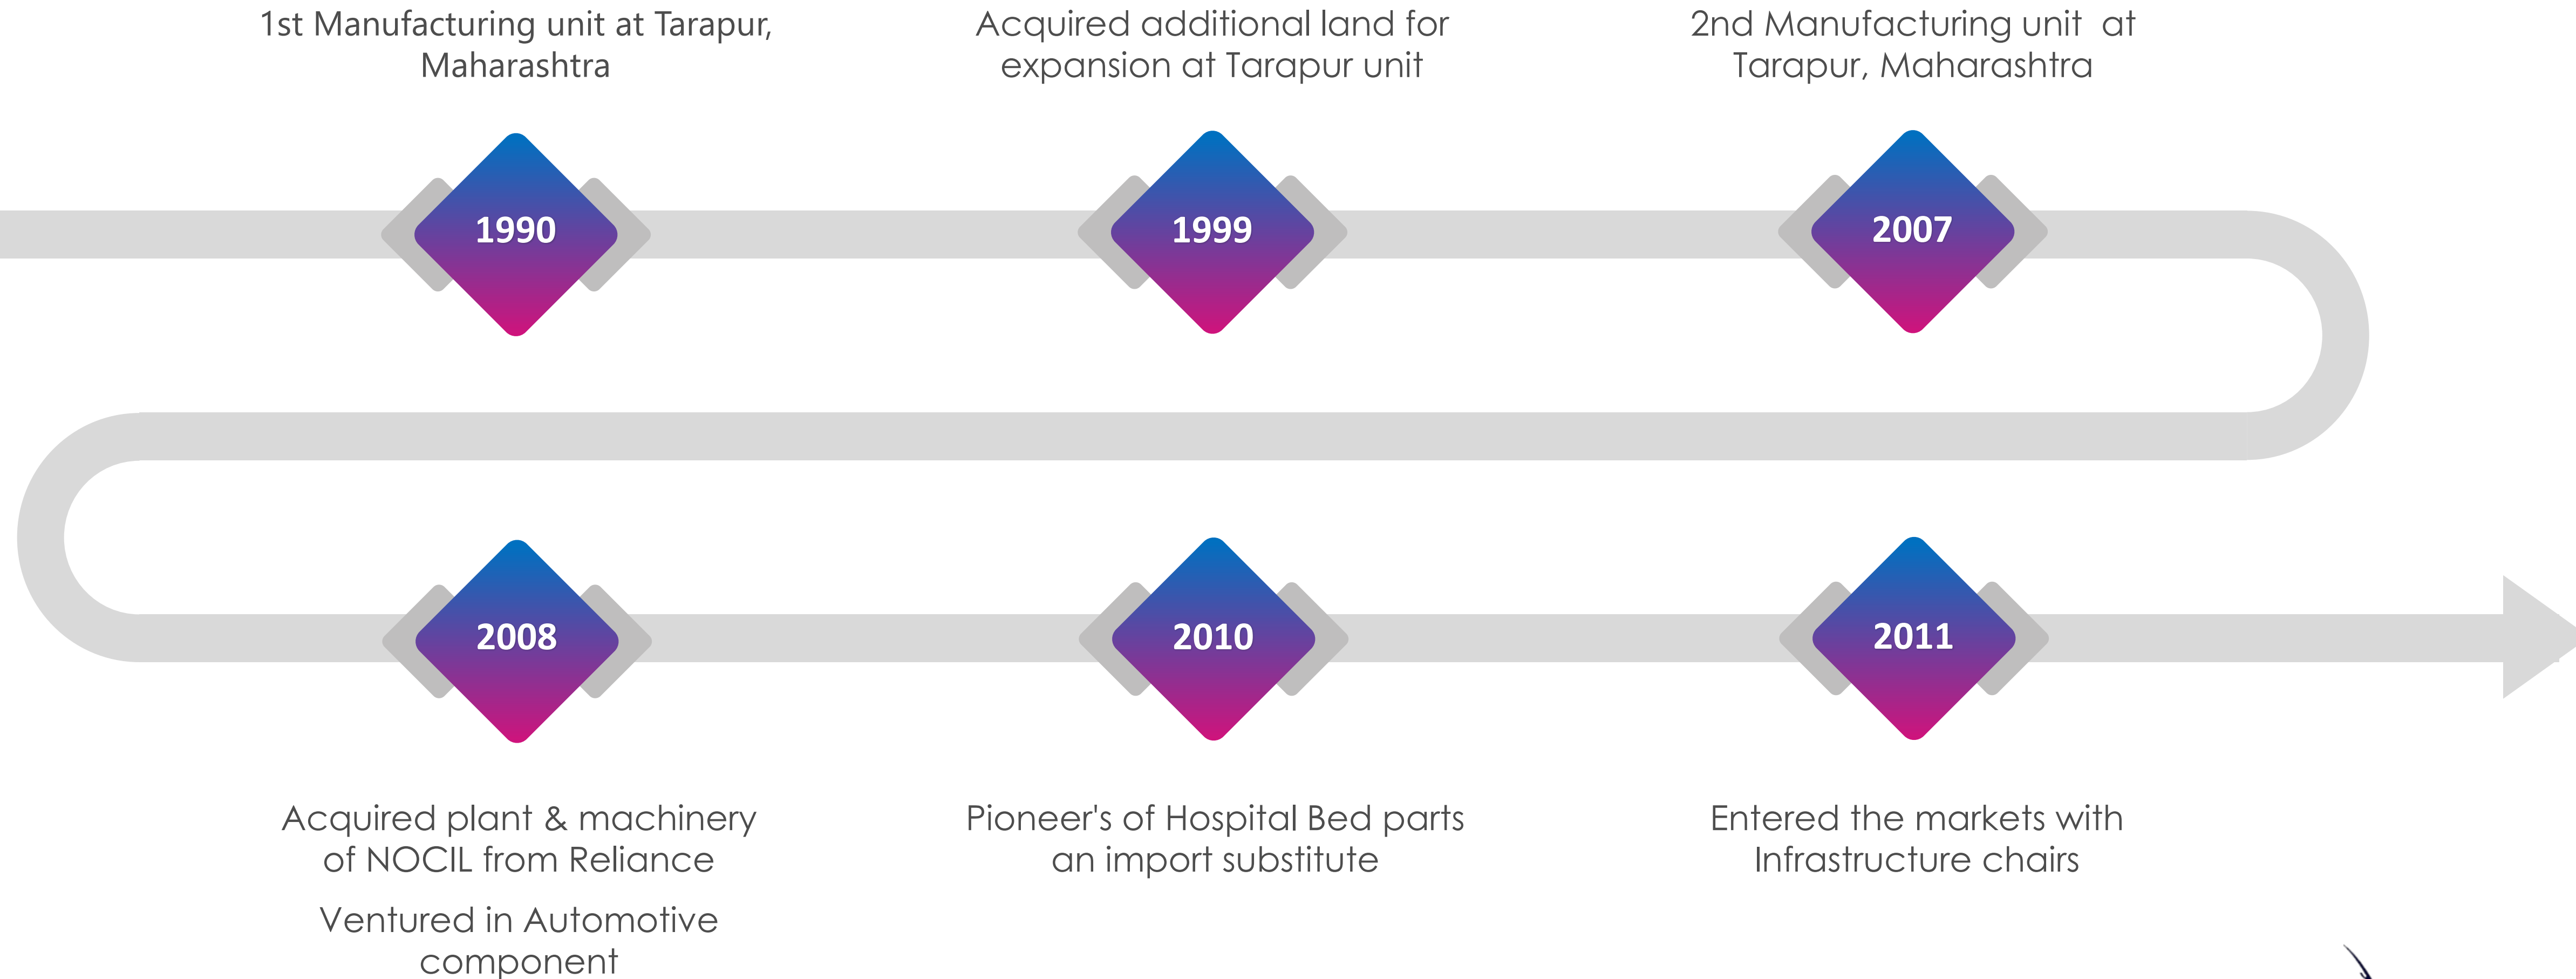 1st Manufacturing unit at Tarapur,
Maharashtra
Acquired additional land for
expansion at Tarapur unit
2nd Manufacturing unit  at
Tarapur, Maharashtra
1990
1999
2007
2008
2010
2011
Acquired plant & machinery
of NOCIL from Reliance
Ventured in Automotive
component
Pioneer's of Hospital Bed parts
an import substitute
Entered the markets with
Infrastructure chairs